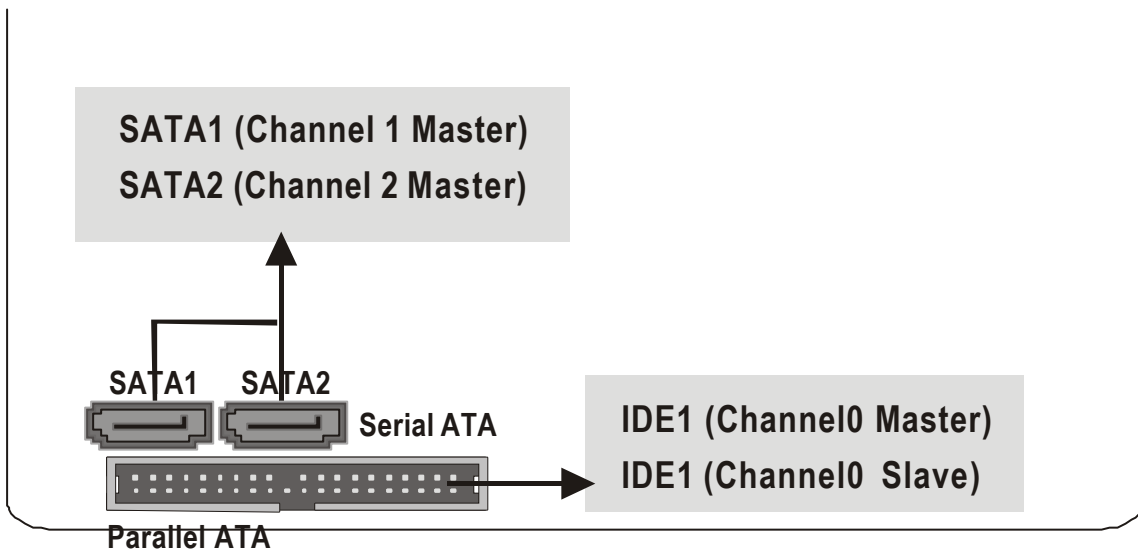 SATA1 (Channel 1 Master)
SATA2 (Channel 2 Master)
SATA1
SATA2
Serial ATA
IDE1 (Channel0 Master)
IDE1 (Channel0 Slave)
Parallel ATA